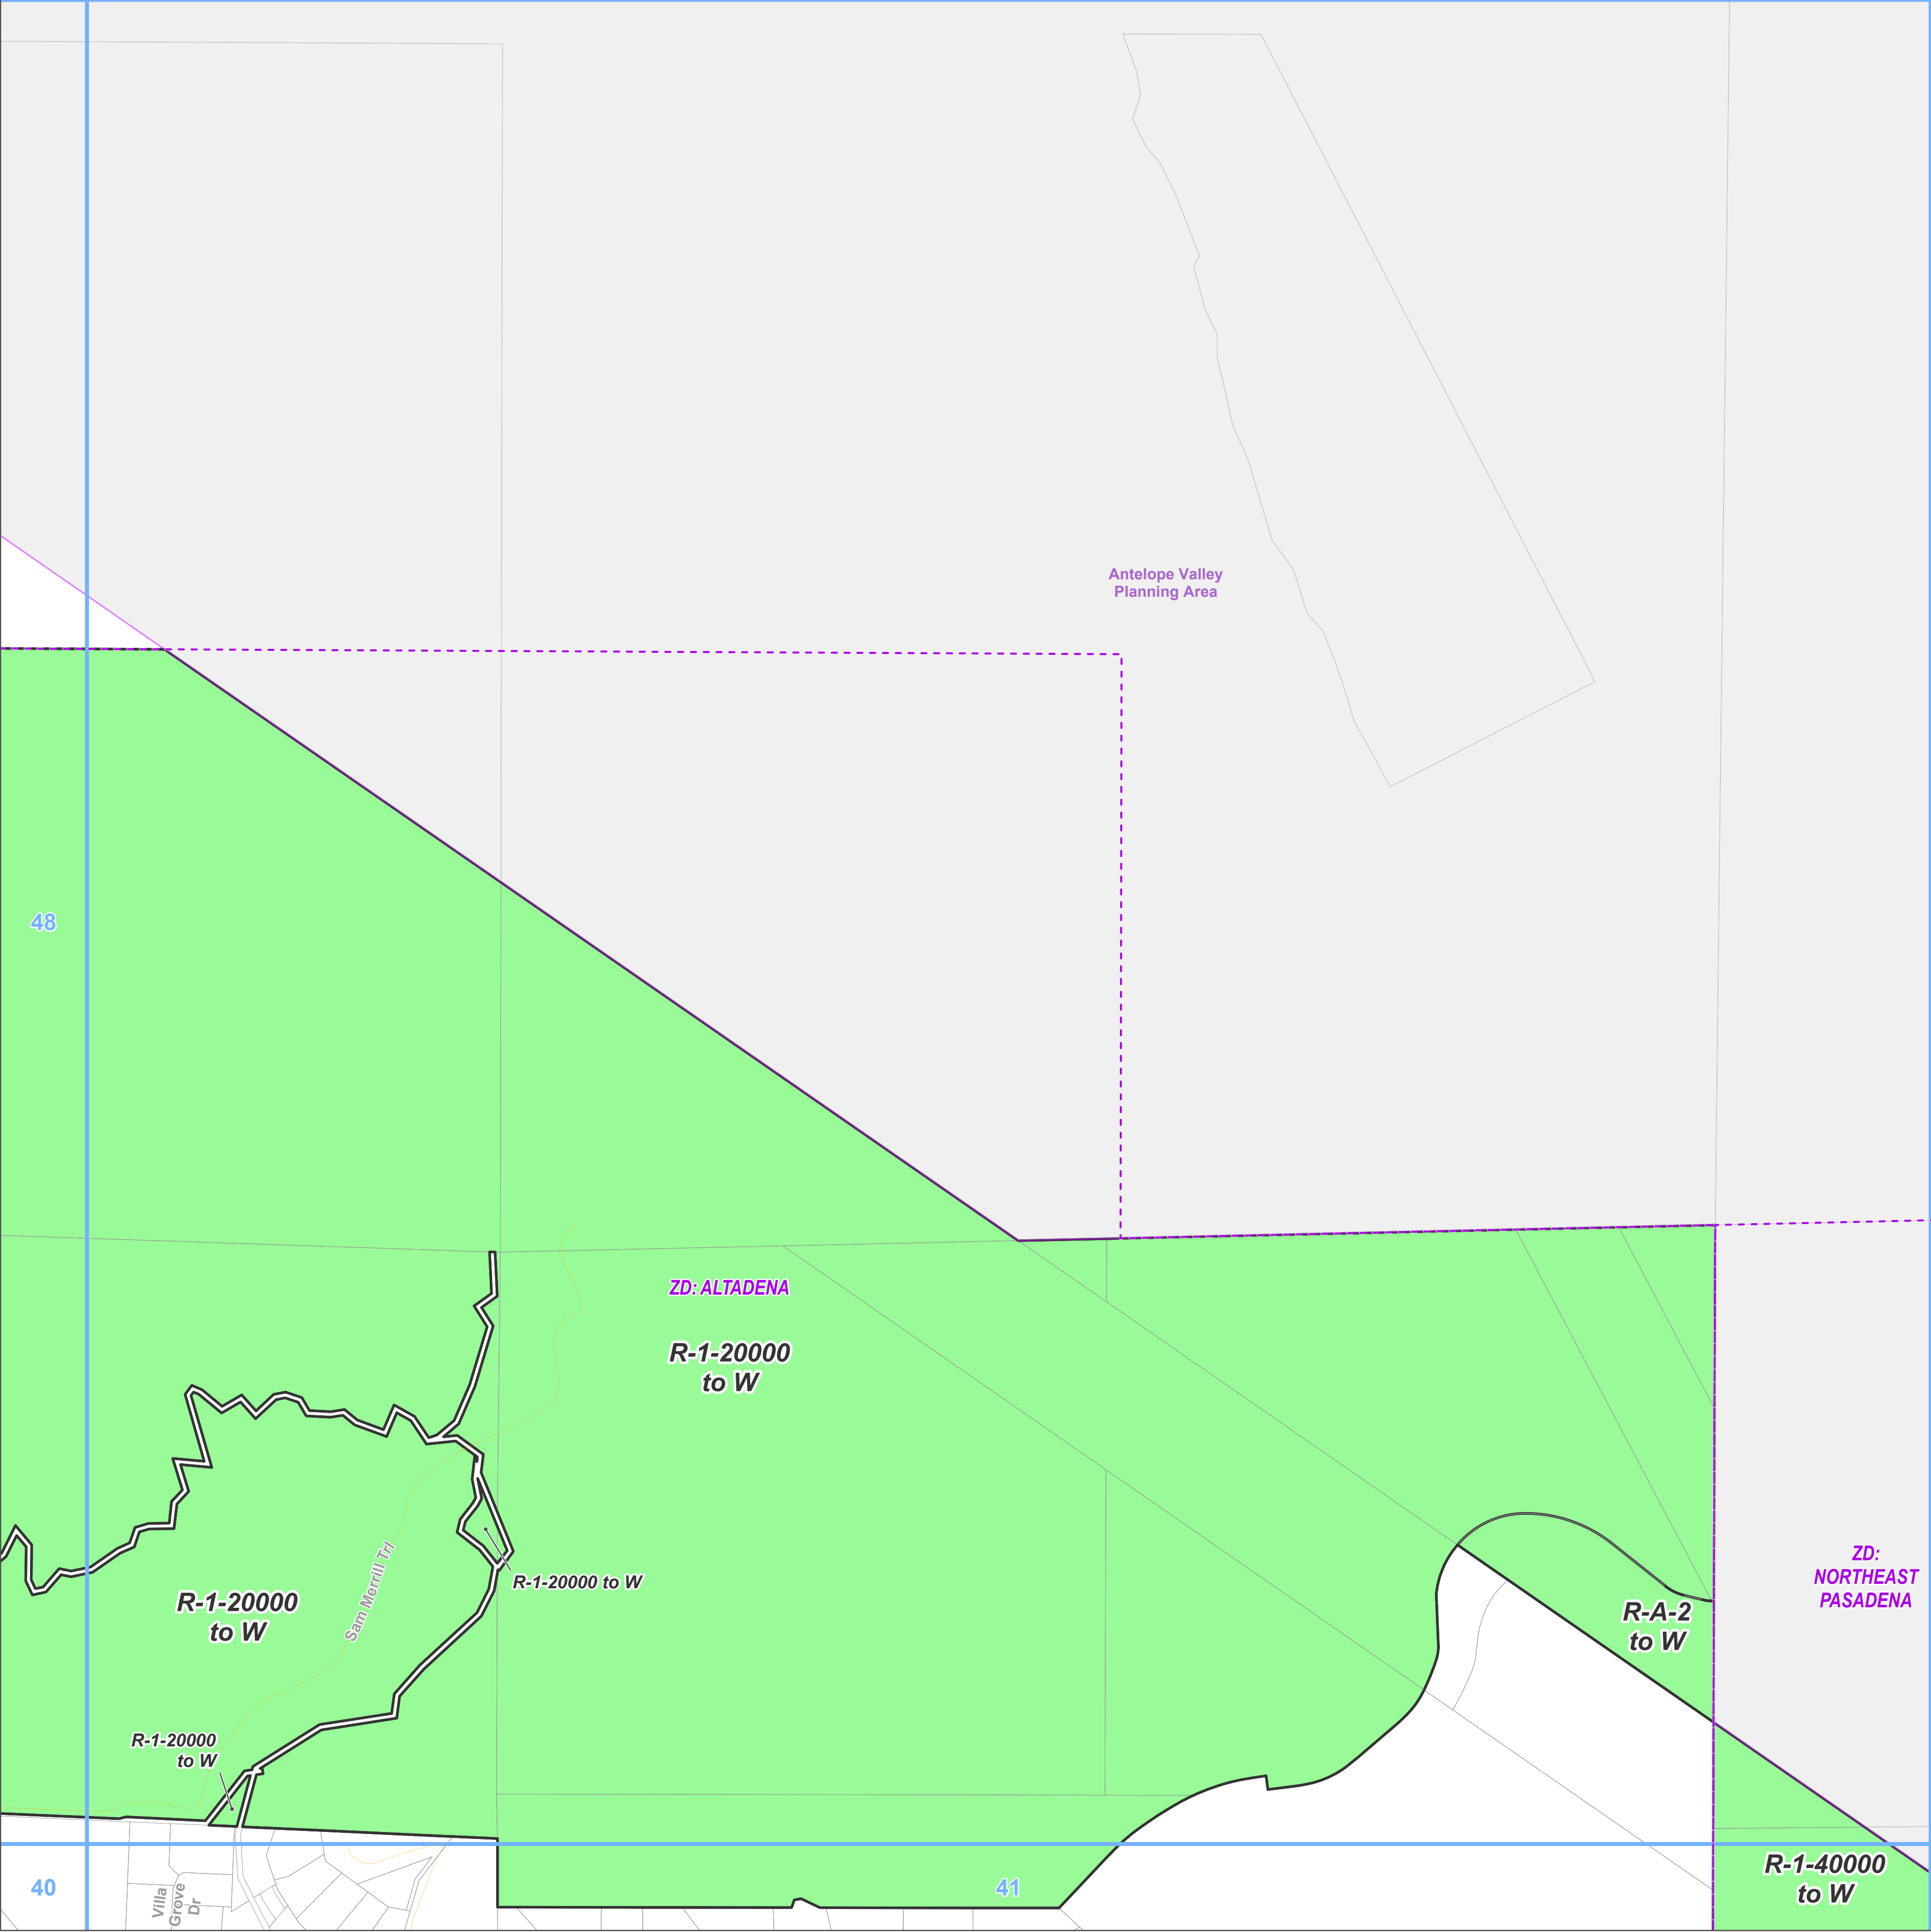 Antelope Valley
Planning Area
48
ZD: ALTADENA
R-1-20000
to W
Sam Merrill Trl
R-1-20000 to W
R-1-20000
to W
R-A-2
to W
ZD:
NORTHEAST
PASADENA
R-1-20000
to W
40
Villa
Grove
Dr
41
R-1-40000
to W